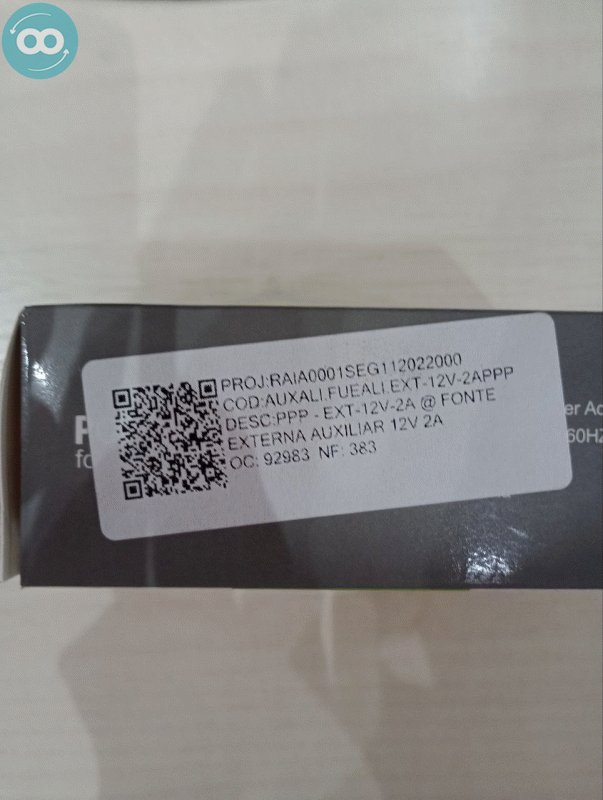 PROJ:RAIA0001SEG112022000
COD:AUXALI.FUEALI.EXT-12V-2APPP
DESC:PPP - EXT-12V-2A @ FONTE
EXTERNA AUXILIAR 12V 2A
OC: 92983 NF: 383
60HZ